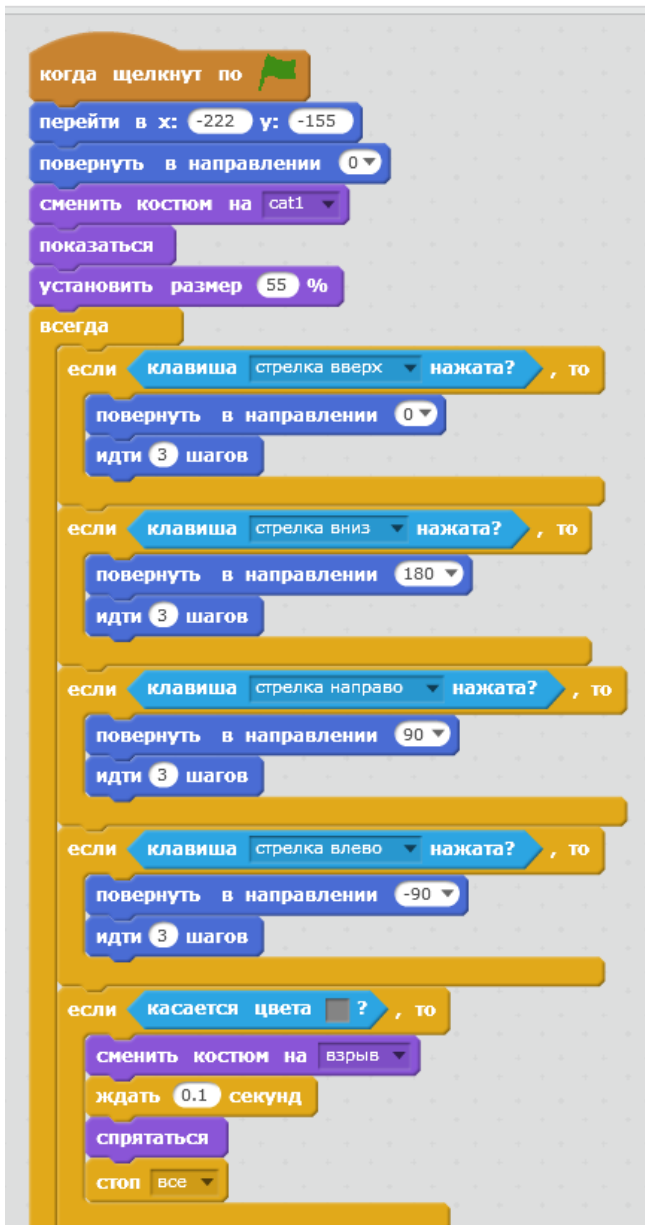 когда щелкнут по
перейти в x: -222 y: -155
повернуть в направлении 0
сменить костюм на cat1
показаться
установить размер 55 %
всегда
если клавиша стрелка вверх нажата? , то
повернуть в направлении 0
идти 3 шагов
если клавиша стрелка вниз нажата? , то
повернуть в направлении 180
идти 3 шагов
если клавиша стрелка направо нажата? , то
повернуть в направлении 90
идти 3 шагов
если клавиша стрелка влево нажата? , то
повернуть в направлении -90
идти 3 шагов
если касается цвета ? , то
сменить костюм на взрыв
ждать 0.1 секунд
спрятаться
стоп все